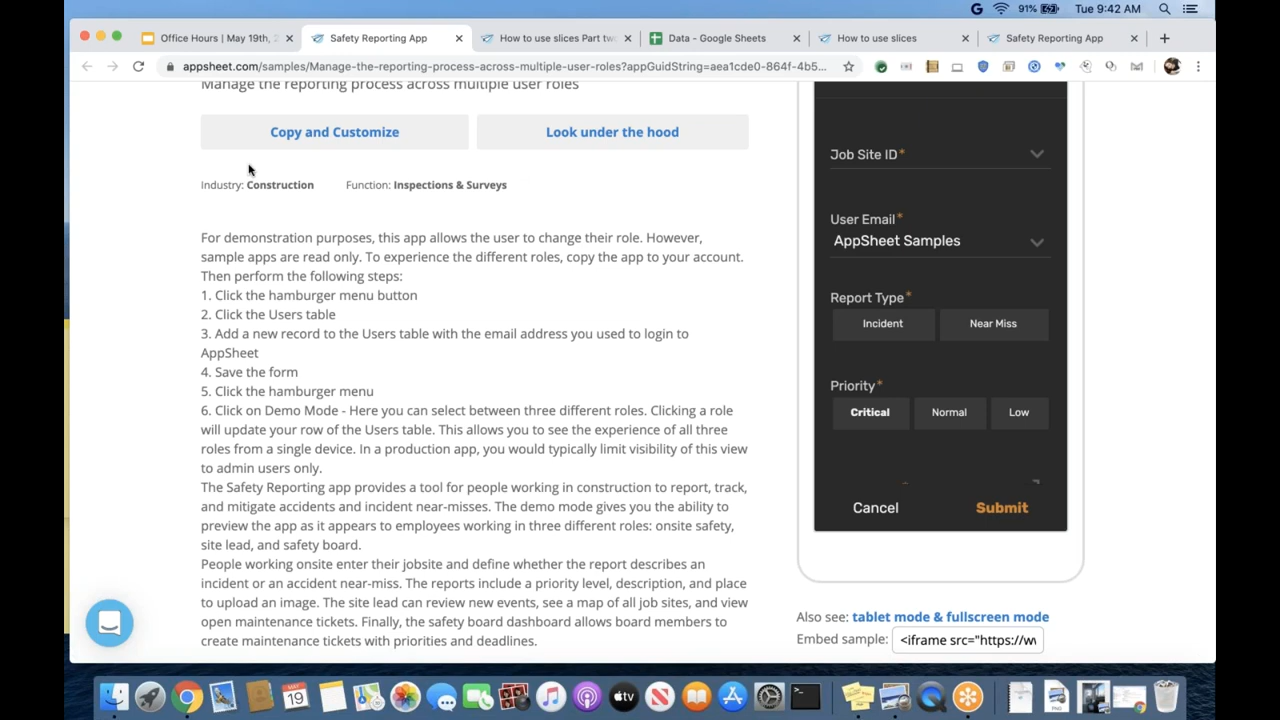 91%
Tue 9:42 AM
Office Hours | May 19th, 2
Safety Reporting App
How to use slices Part two
Data - Google Sheets
How to use slices
Safety Reporting App
appsheet.com/samples/Manage-the-reporting-process-across-multiple-user-roles?appGuidString=aea1cde0-864f-4b5...
Manage the reporting process across multiple user roles
Copy and Customize
Look under the hood
Industry: Construction
Function: Inspections & Surveys
For demonstration purposes, this app allows the user to change their role. However,
sample apps are read only. To experience the different roles, copy the app to your account.
Then perform the following steps:
1. Click the hamburger menu button
2. Click the Users table
3. Add a new record to the Users table with the email address you used to login to
AppSheet
4. Save the form
5. Click the hamburger menu
6. Click on Demo Mode - Here you can select between three different roles. Clicking a role
will update your row of the Users table. This allows you to see the experience of all three
roles from a single device. In a production app, you would typically limit visibility of this view
to admin users only.
The Safety Reporting app provides a tool for people working in construction to report, track,
and mitigate accidents and incident near-misses. The demo mode gives you the ability to
preview the app as it appears to employees working in three different roles: onsite safety,
site lead, and safety board.
People working onsite enter their jobsite and define whether the report describes an
incident or an accident near-miss. The reports include a priority level, description, and place
to upload an image. The site lead can review new events, see a map of all job sites, and view
open maintenance tickets. Finally, the safety board dashboard allows board members to
create maintenance tickets with priorities and deadlines.
Job Site ID*
User Email*
AppSheet Samples
Report Type*
Incident
Near Miss
Priority*
Critical
Normal
Low
Cancel
Submit
Also see: tablet mode & fullscreen mode
Embed sample: <iframe src="https://w
MAY
19
tv